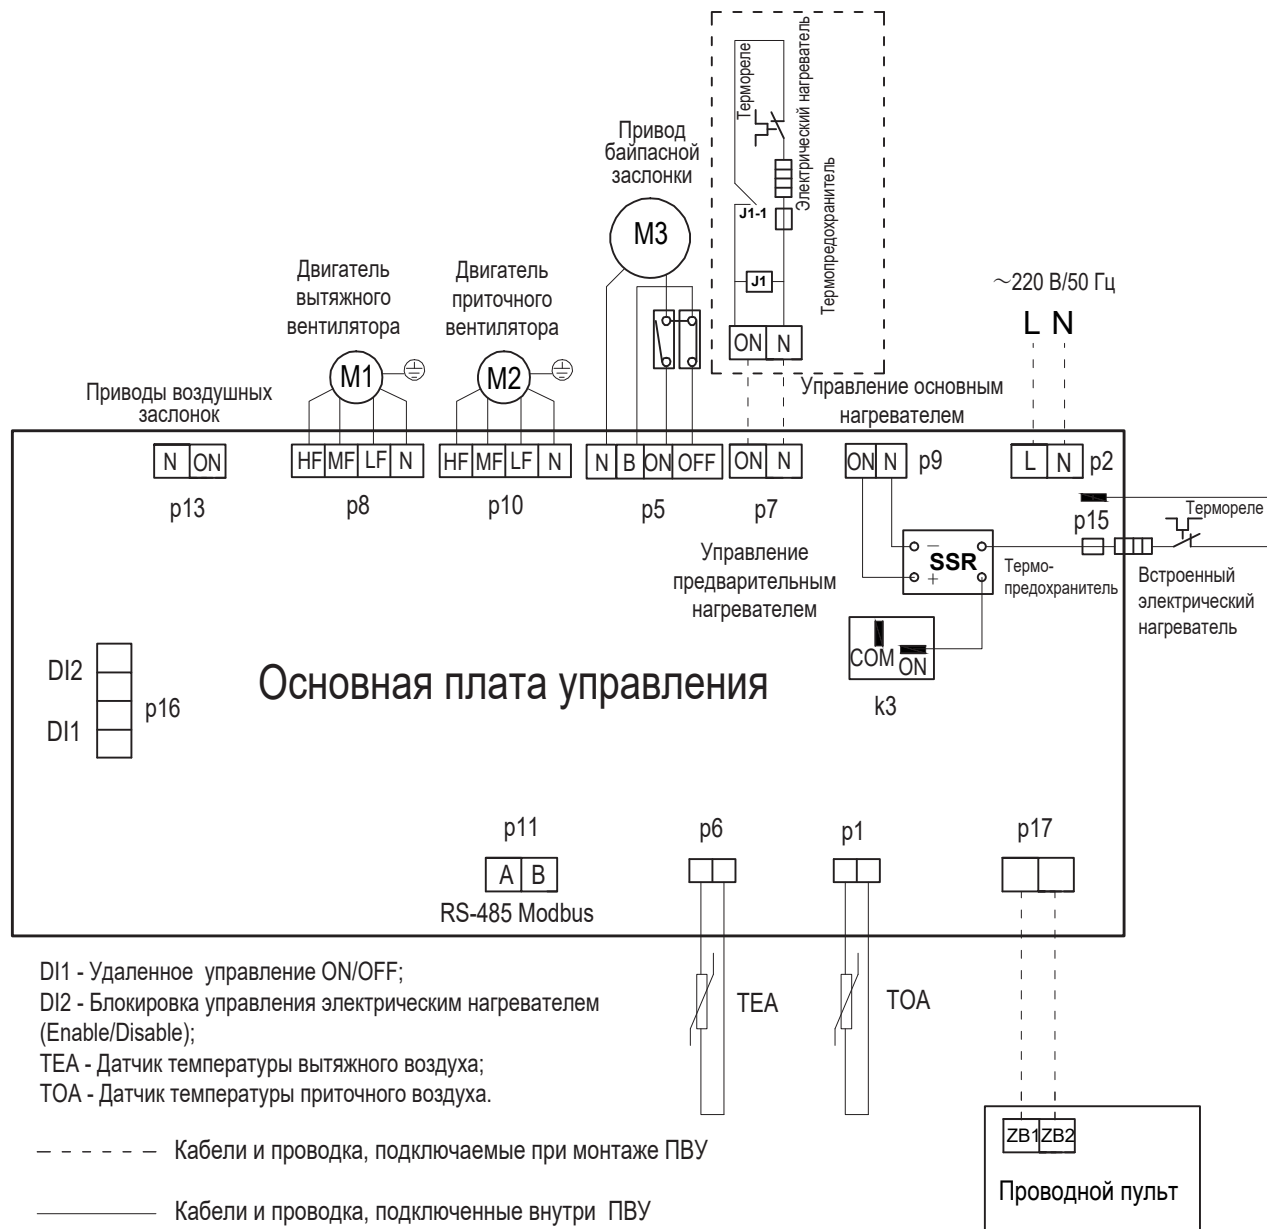 Термореле
Электрический нагреватель
Термопредохранитель
J1-1
J1
ON N
Привод
байпасной
заслонки
M3
Двигатель
вытяжного
вентилятора
M1
Двигатель
приточного
вентилятора
M2
~220 В/50 Гц
L N
Приводы воздушных
заслонок
Управление основным
нагревателем
N ON
p13
HF MF LF N
p8
HF MF LF N
p10
N B ON OFF
p5
ON N
p7
ON N p9
L N p2
p15
Термореле
Управление
предварительным
нагревателем
– SSR +
Термо-
предохранитель
Встроенный
электрический
нагреватель
COM ON
k3
DI2
DI1
p16
Основная плата управления
p11
A B
RS-485 Modbus
p6
p1
p17
TEA
TOA
DI1 - Удаленное управление ON/OFF;
DI2 - Блокировка управления электрическим нагревателем
(Enable/Disable);
TEA - Датчик температуры вытяжного воздуха;
TOA - Датчик температуры приточного воздуха.
Кабели и проводка, подключаемые при монтаже ПВУ
Кабели и проводка, подключенные внутри ПВУ
ZB1 ZB2
Проводной пульт